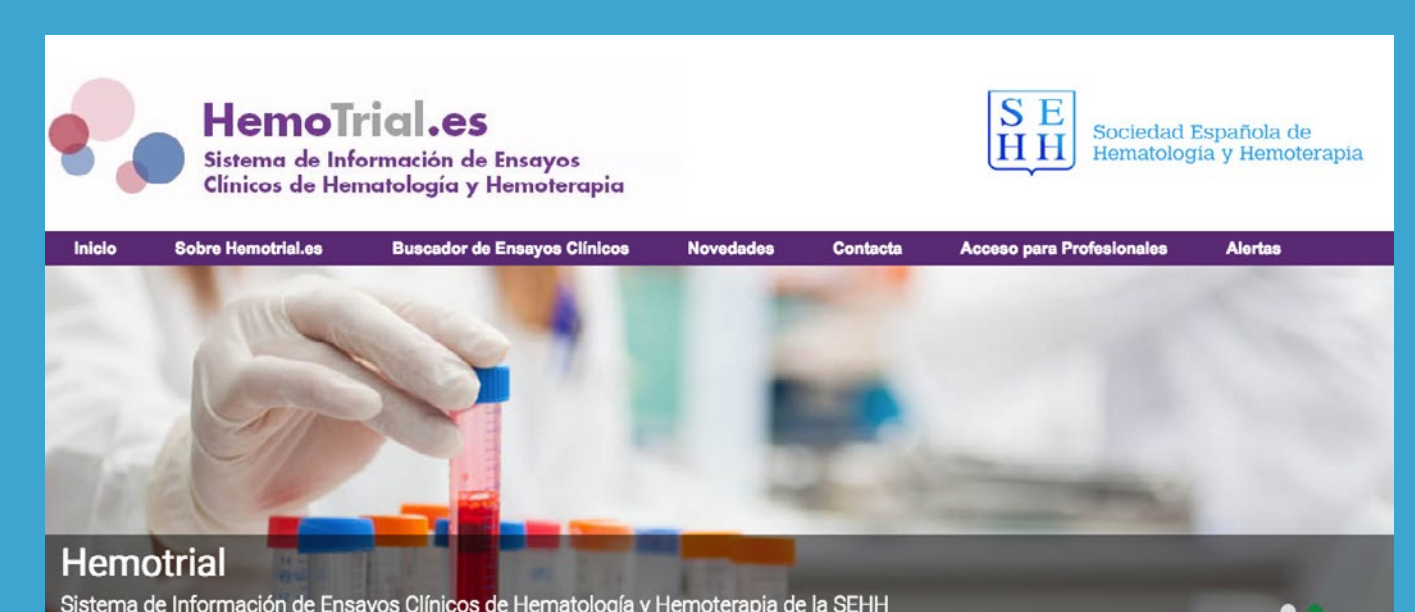 HemoTrial.es
Sistema de Información de Ensayos
Clínicos de Hematología y Hemoterapia
S E
H H
Sociedad Española de
Hematología y Hemoterapia
Inicio Sobre Hemotrial.es Buscador de Ensayos Clínicos Novedades Contacta Acceso para Profesionales Alertas
Hemotrial
Sistema de Información de Ensayos Clínicos de Hematología y Hemoterapia de la SEHH